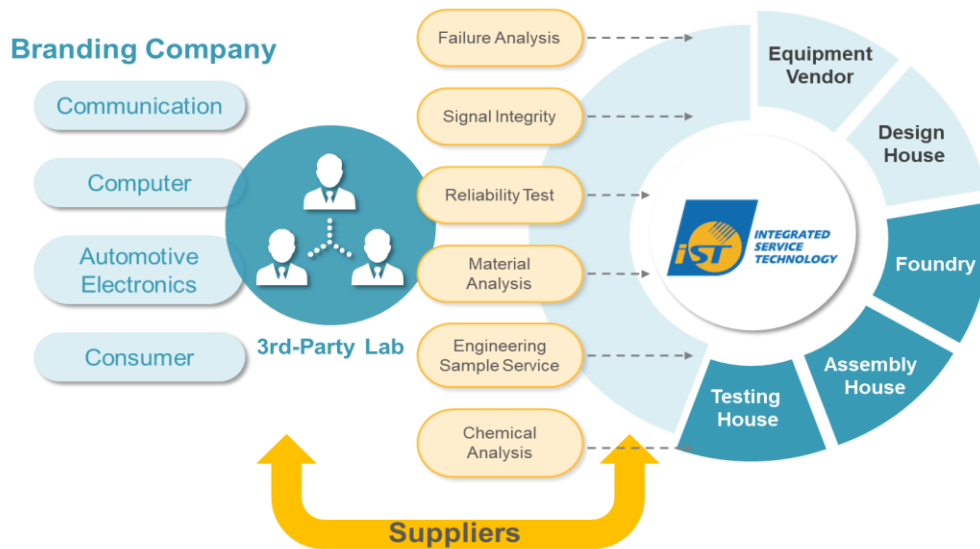 Branding Company
Communication
Computer
Automotive
Electronics
Consumer
3rd-Party Lab
Failure Analysis
Signal Integrity
Reliability Test
Material
Analysis
Engineering
Sample Service
Chemical
Analysis
Equipment
Vendor
Design
House
Foundry
Assembly
House
Testing
House
iST
INTEGRATED
SERVICE
TECHNOLOGY
Suppliers